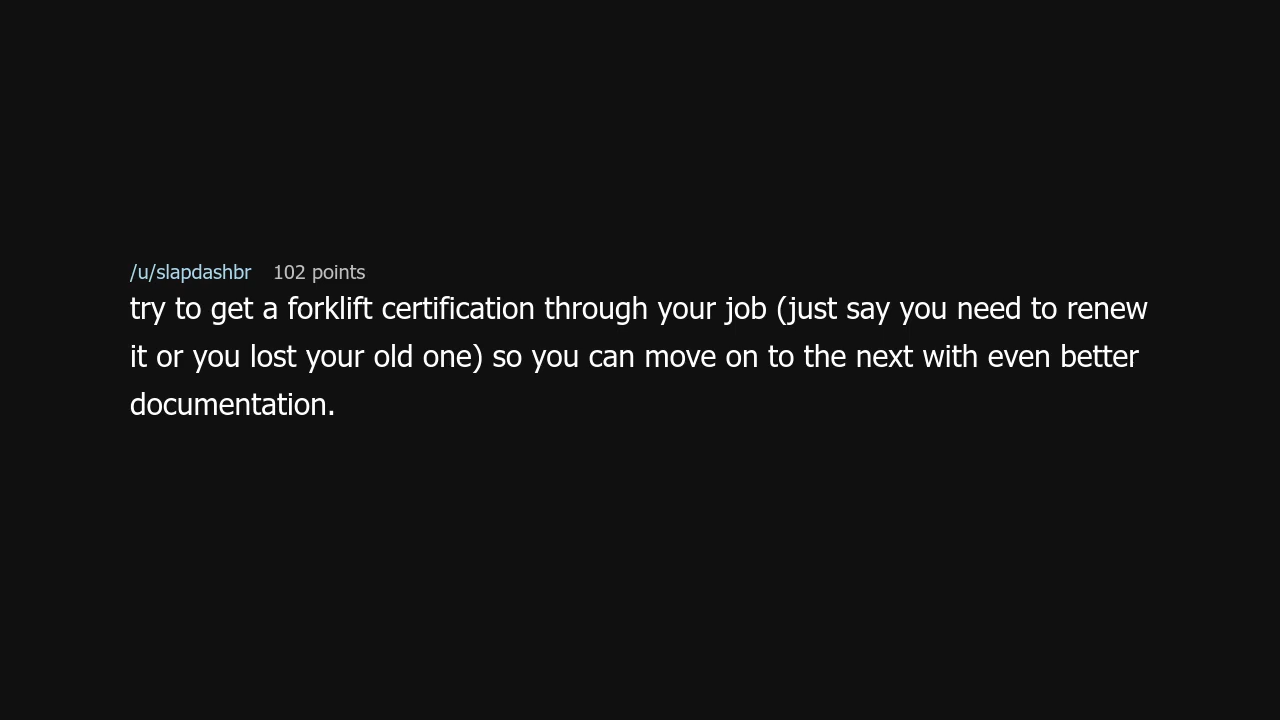 /u/slapdashbr 102 points
try to get a forklift certification through your job (just say you need to renew
it or you lost your old one) so you can move on to the next with even better
documentation.